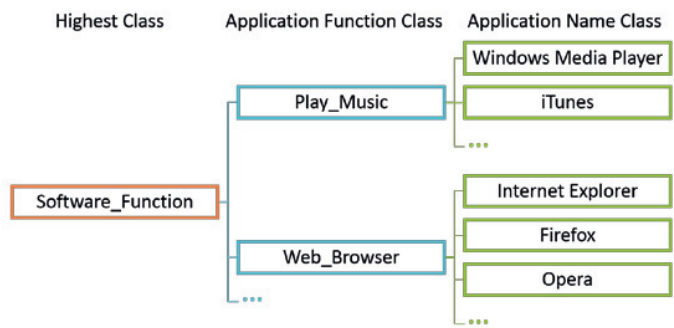 Highest Class
Application Function Class
Application Name Class
Windows Media Player
Play_Music
iTunes
...
Internet Explorer
Software_Function
Firefox
Web_Browser
Opera
...
...